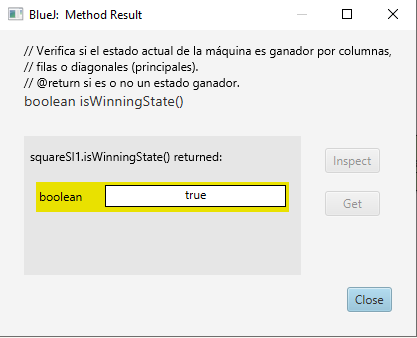 BlueJ: Method Result
// Verifica si el estado actual de la máquina es ganador por columnas,
// filas o diagonales (principales).
// @return si es o no un estado ganador.
boolean isWinningState()
squareSl1.isWinningState() returned:
Inspect
boolean true
Get
Close